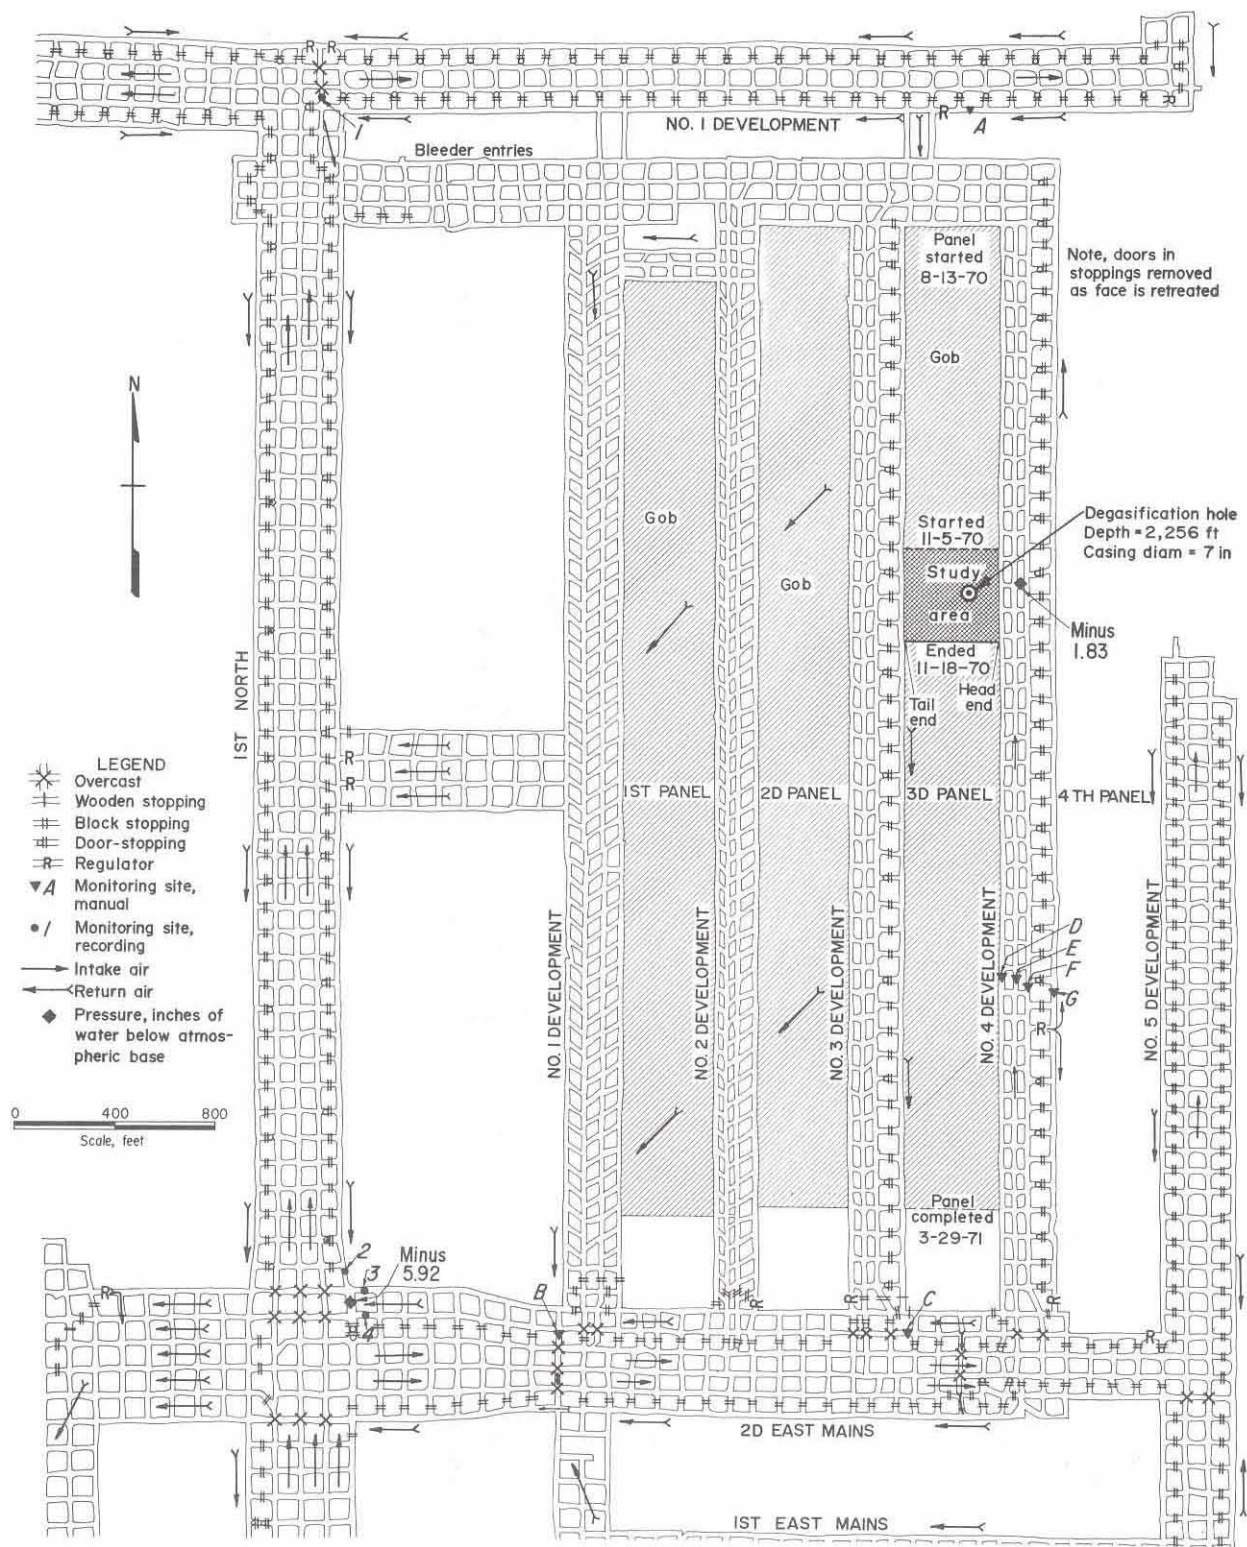 R R
1
NO. 1 DEVELOPMENT
R
A
Bleeder entries
Panel
started
8-13-70
Note, doors in
stoppings removed
as face is retreated
N
Gob
Gob
Gob
Started
11-5-70
Study
area
Degasification hole
Depth = 2,256 ft
Casing diam = 7 in
Minus
1.83
Ended
11-18-70
Tail
end
Head
end
1ST NORTH
R
R
1ST PANEL
2D PANEL
3D PANEL
4TH PANEL
LEGEND
Overcast
Wooden stopping
Block stopping
Door-stopping
R Regulator
A Monitoring site,
manual
1 Monitoring site,
recording
Intake air
Return air
Pressure, inches of
water below atmos-
pheric base
0 400 800
Scale, feet
NO. 1 DEVELOPMENT
NO. 2 DEVELOPMENT
NO. 3 DEVELOPMENT
NO. 4 DEVELOPMENT
NO. 5 DEVELOPMENT
D
E
F
G
R
Panel
completed
3-29-71
2
3
4
Minus
5.92
R
B
R
R
C
R
R
R
2D EAST MAINS
1ST EAST MAINS